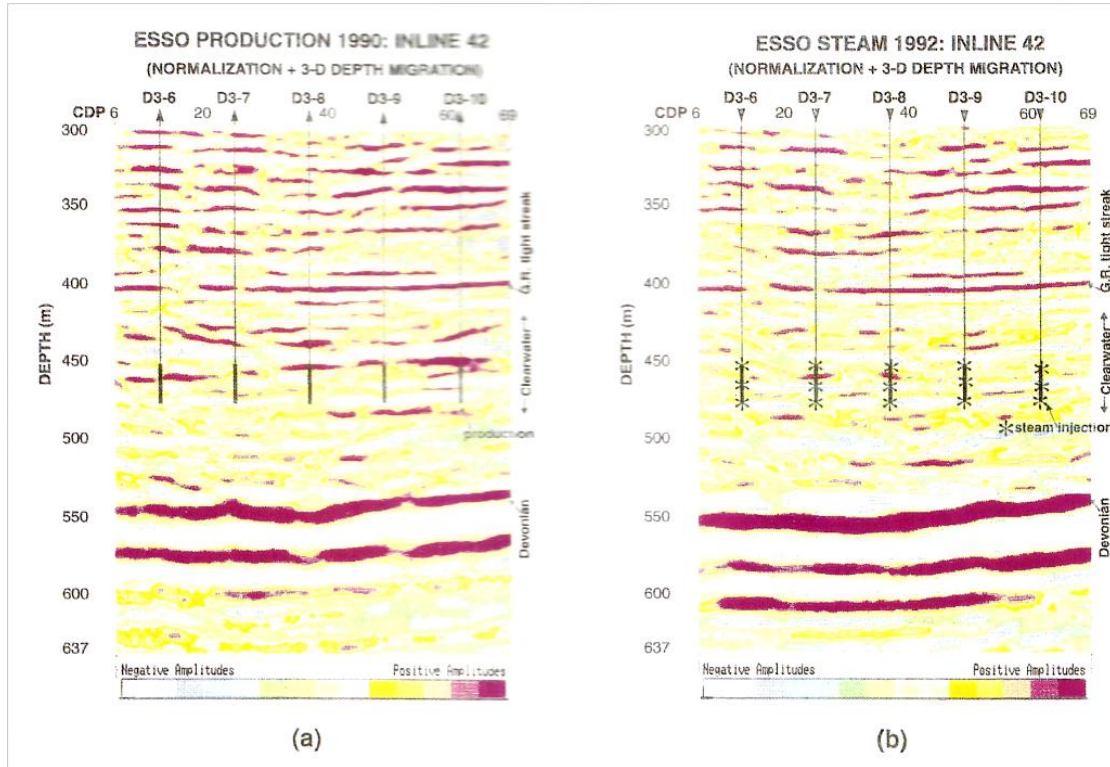 ESSO PRODUCTION 1990: INLINE 42
(NORMALIZATION + 3-D DEPTH MIGRATION)
D3-6 D3-7 D3-8 D3-9 D3-10
CDP 6 20 40 60 69
300
350
400
450
500
550
600
637
DEPTH (m)
G.R. tight streak
Clearwater
Devonian
production
Negative Amplitudes Positive Amplitudes
(a)
ESSO STEAM 1992: INLINE 42
(NORMALIZATION + 3-D DEPTH MIGRATION)
D3-6 D3-7 D3-8 D3-9 D3-10
CDP 6 20 40 60 69
300
350
400
450
500
550
600
637
DEPTH (m)
G.R. tight streak
Clearwater
Devonian
steam injection
Negative Amplitudes Positive Amplitudes
(b)